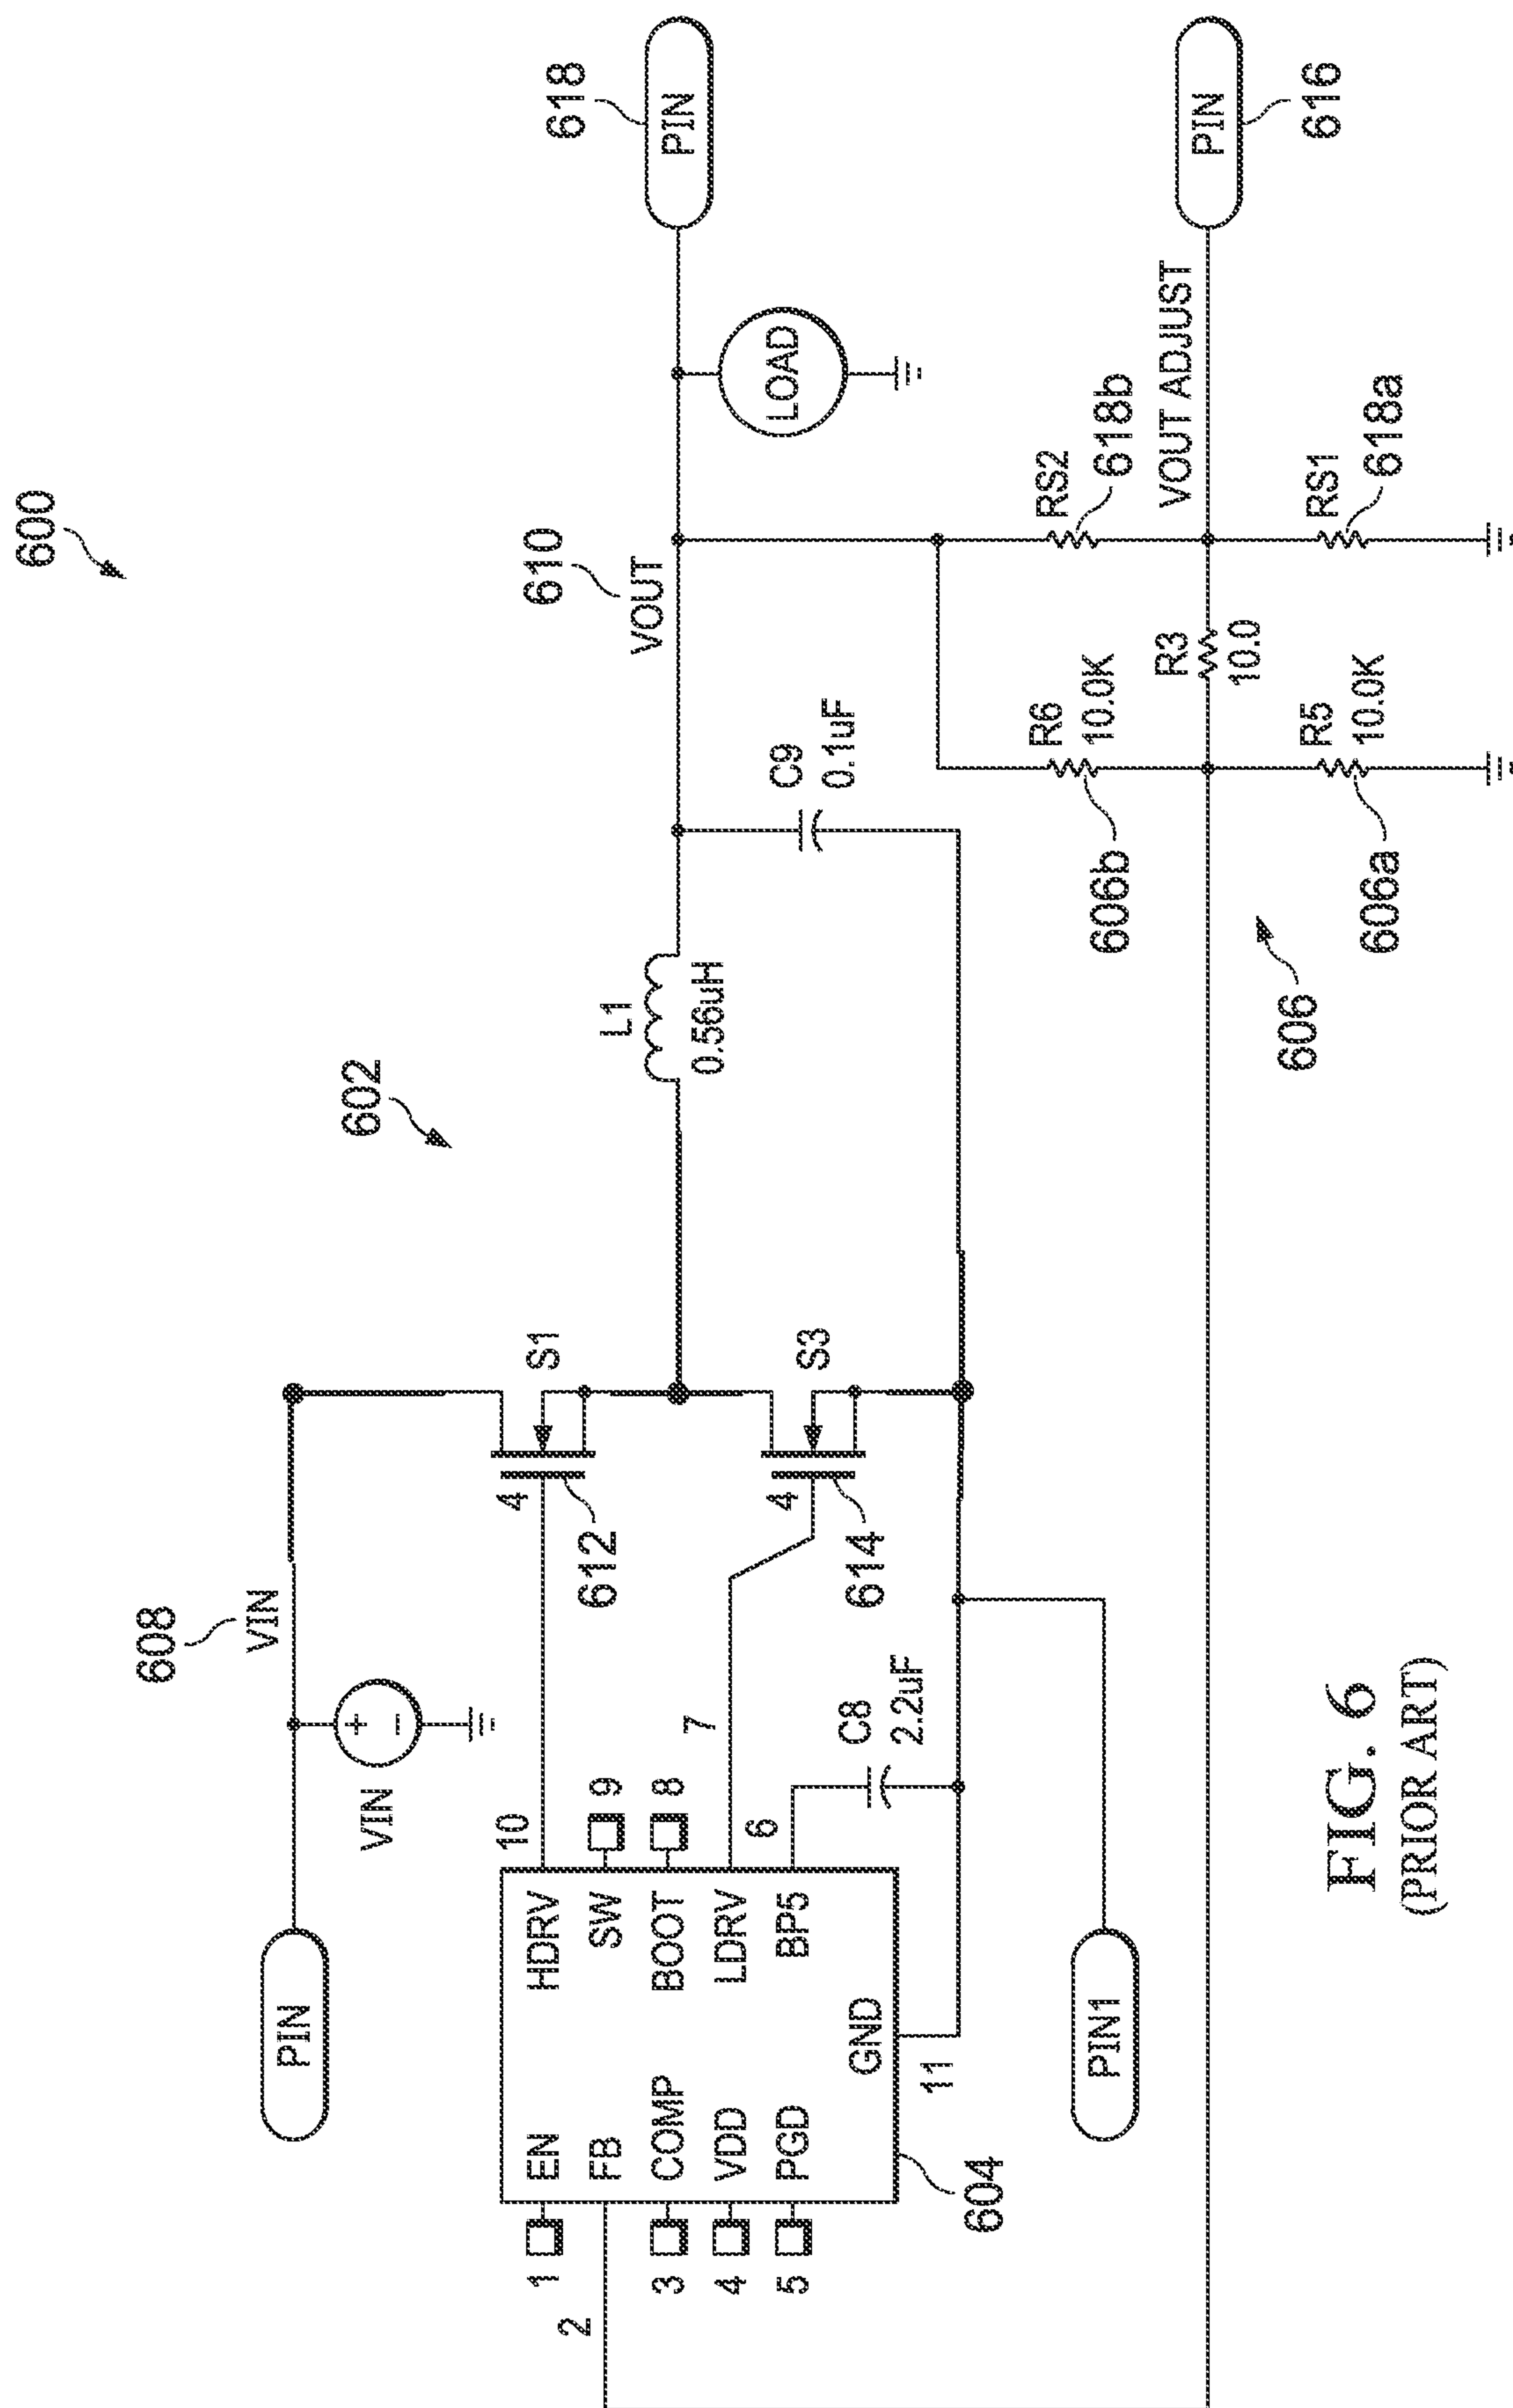 600
602
608
VIN
PIN
VIN
+
−
610
VOUT
618
PIN
LOAD
L1
0.56uH
C9
0.1uF
S1
4
612
S3
4
614
10
9
8
7
6
HDRV
SW
BOOT
LDRV
BP5
GND
11
EN
FB
COMP
VDD
PGD
1
2
3
4
5
604
C8
2.2uF
PIN1
R6
10.0K
606b
RS2
618b
R3
10.0
VOUT ADJUST
PIN
616
R5
10.0K
606a
RS1
618a
606
FIG. 6
(PRIOR ART)